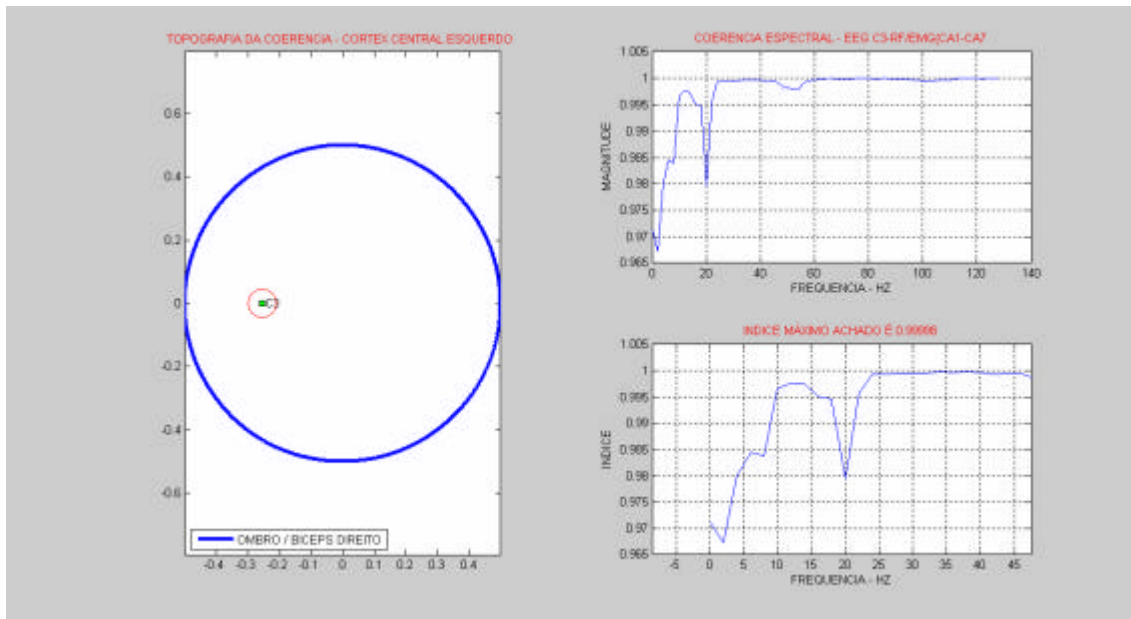 TOPOGRAFIA DA COERENCIA - CORTEX CENTRAL ESQUERDO
0.6
0.4
0.2
0
-0.2
-0.4
-0.6
C3
OMBRO / BICEPS DIREITO
-0.4 -0.3 -0.2 -0.1 0 0.1 0.2 0.3 0.4
COERENCIA ESPECTRAL - EEG C3-RF/EMG(CA1-CA7
MAGNITUDE
1.005
1
0.995
0.99
0.985
0.98
0.975
0.97
0.965
0 20 40 60 80 100 120 140
FREQUENCIA - HZ
INDICE MÁXIMO ACHADO É 0.99996
INDICE
1.005
1
0.995
0.99
0.985
0.98
0.975
0.97
0.965
-5 0 5 10 15 20 25 30 35 40 45
FREQUENCIA - HZ